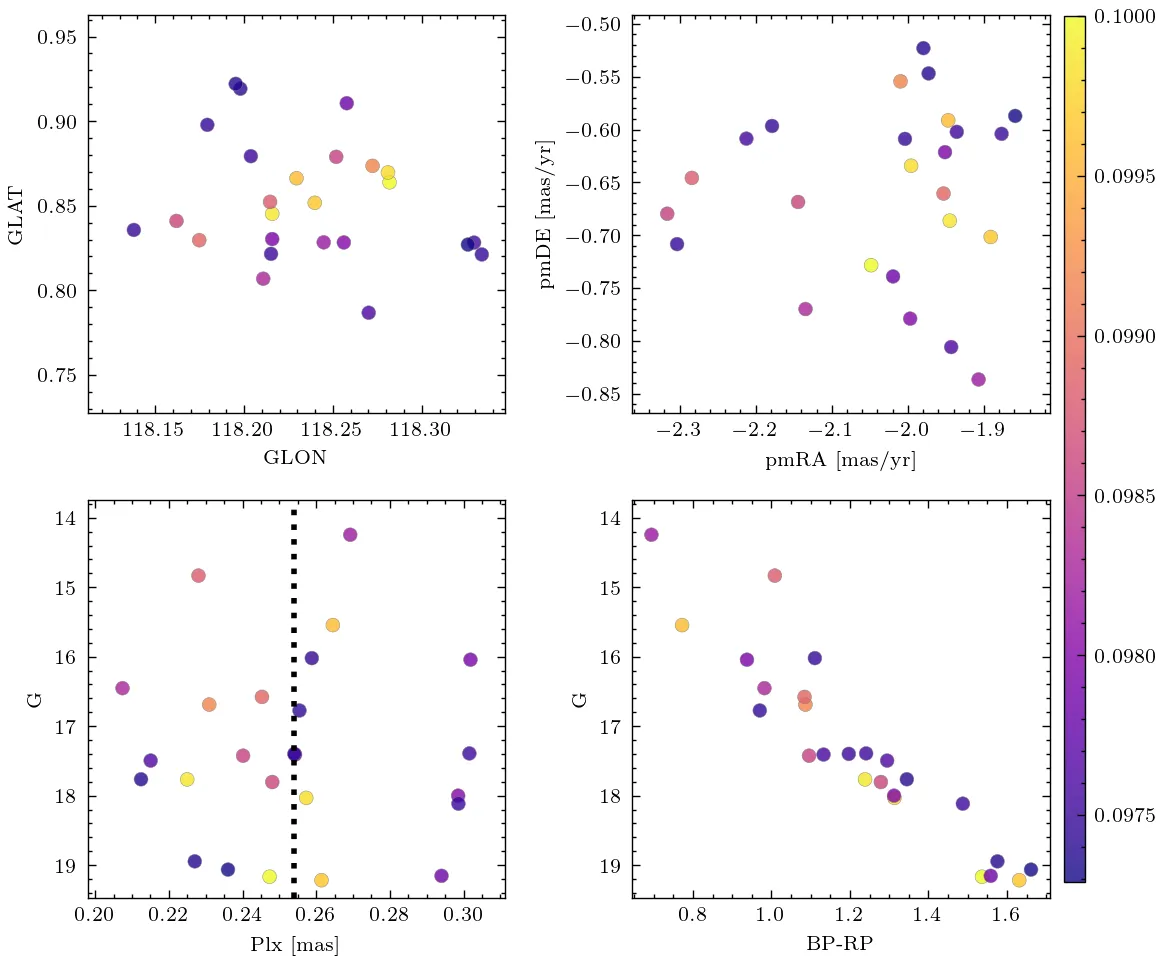 0.95
0.90
0.85
0.80
0.75
GLAT
118.15 118.20 118.25 118.30
GLON
−0.50
−0.55
−0.60
−0.65
−0.70
−0.75
−0.80
−0.85
pmDE [mas/yr]
−2.3 −2.2 −2.1 −2.0 −1.9
pmRA [mas/yr]
0.1000
0.0995
0.0990
0.0985
0.0980
0.0975
14
15
16
17
18
19
G
0.20 0.22 0.24 0.26 0.28 0.30
Plx [mas]
14
15
16
17
18
19
G
0.8 1.0 1.2 1.4 1.6
BP-RP